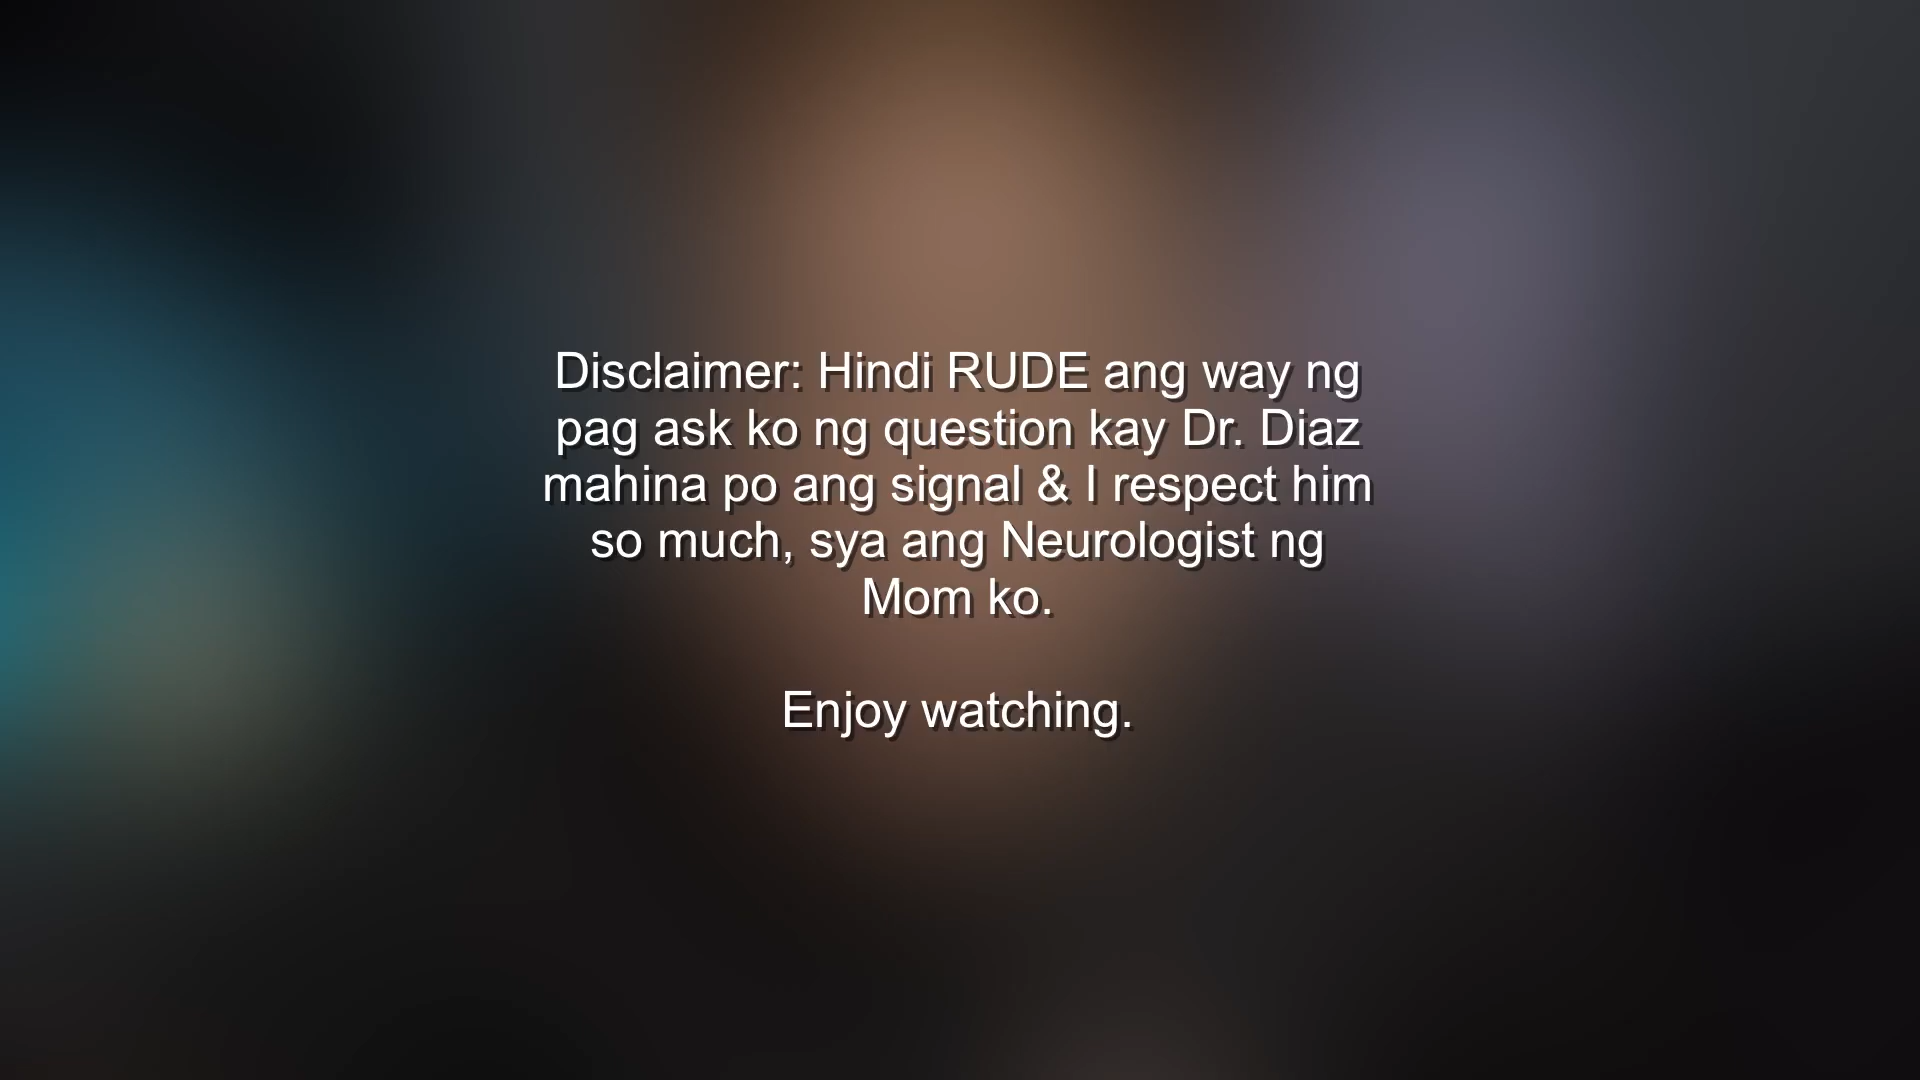 Disclaimer: Hindi RUDE ang way ng
pag ask ko ng question kay Dr. Diaz
mahina po ang signal & I respect him
so much, sya ang Neurologist ng
Mom ko.
Enjoy watching.